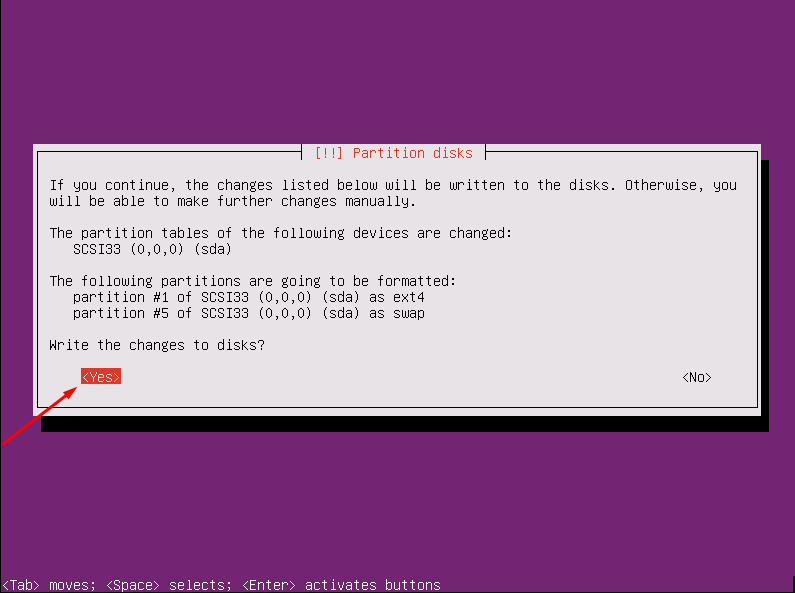 [!!] Partition disks
If you continue, the changes listed below will be written to the disks. Otherwise, you
will be able to make further changes manually.
The partition tables of the following devices are changed:
SCSI33 (0,0,0) (sda)
The following partitions are going to be formatted:
partition #1 of SCSI33 (0,0,0) (sda) as ext4
partition #5 of SCSI33 (0,0,0) (sda) as swap
Write the changes to disks?
<Yes> <No>
<Tab> moves; <Space> selects; <Enter> activates buttons